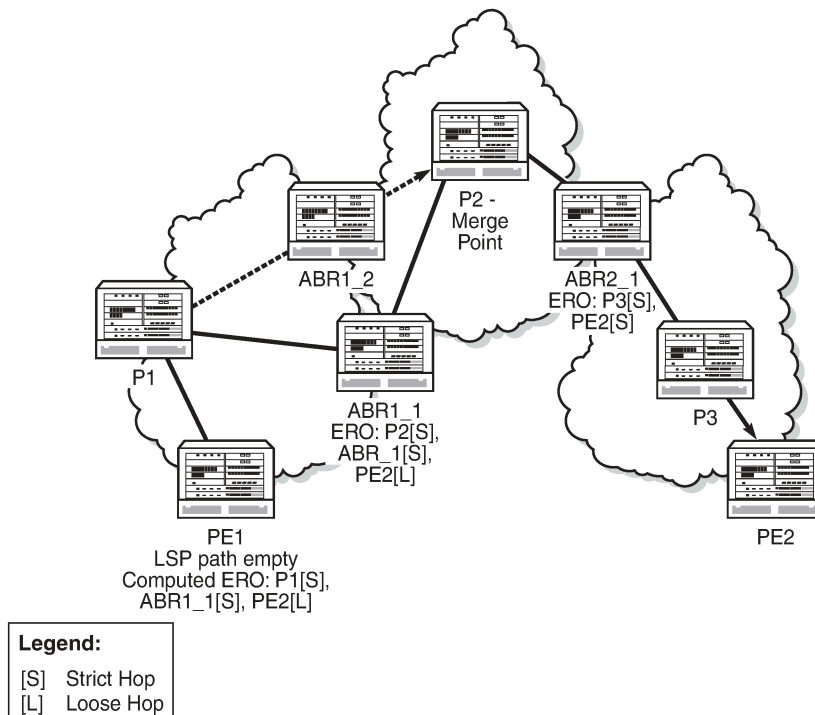 P2 -
Merge
Point
ABR1_2
ABR2_1
ERO: P3[S],
PE2[S]
P1
ABR1_1
ERO: P2[S],
ABR_1[S],
PE2[L]
P3
PE1
LSP path empty
Computed ERO: P1[S],
ABR1_1[S], PE2[L]
PE2
Legend:
[S] Strict Hop
[L] Loose Hop